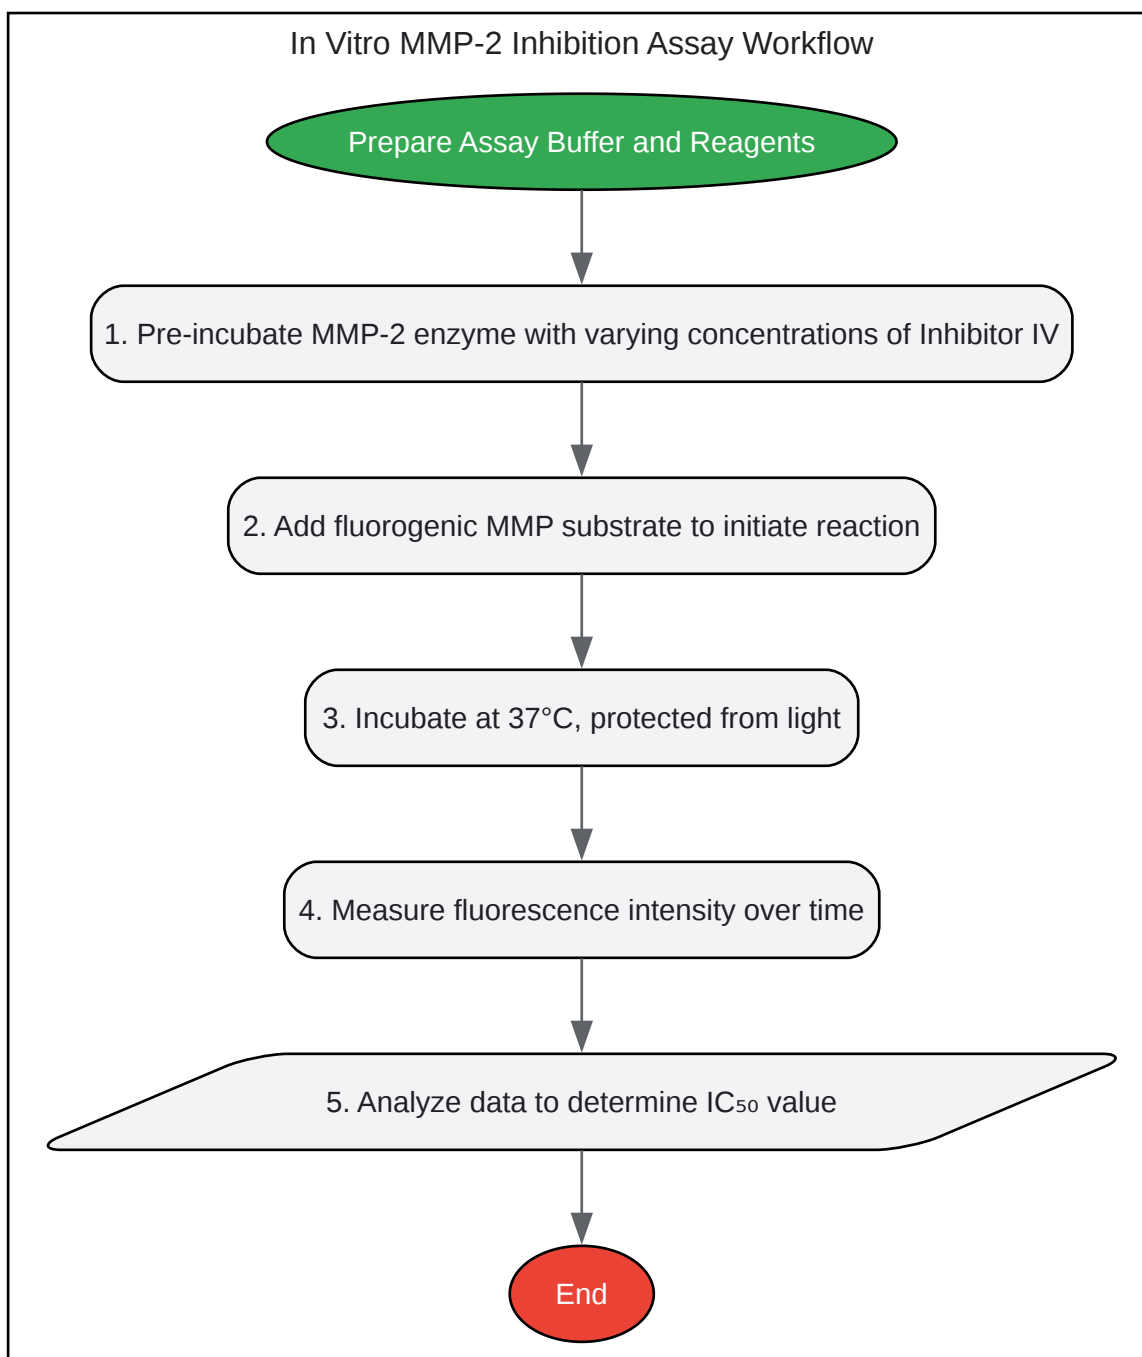 In Vitro MMP-2 Inhibition Assay Workflow
Prepare Assay Buffer and Reagents
1. Pre-incubate MMP-2 enzyme with varying concentrations of Inhibitor IV
2. Add fluorogenic MMP substrate to initiate reaction
3. Incubate at 37°C, protected from light
4. Measure fluorescence intensity over time
5. Analyze data to determine IC₅₀ value
End